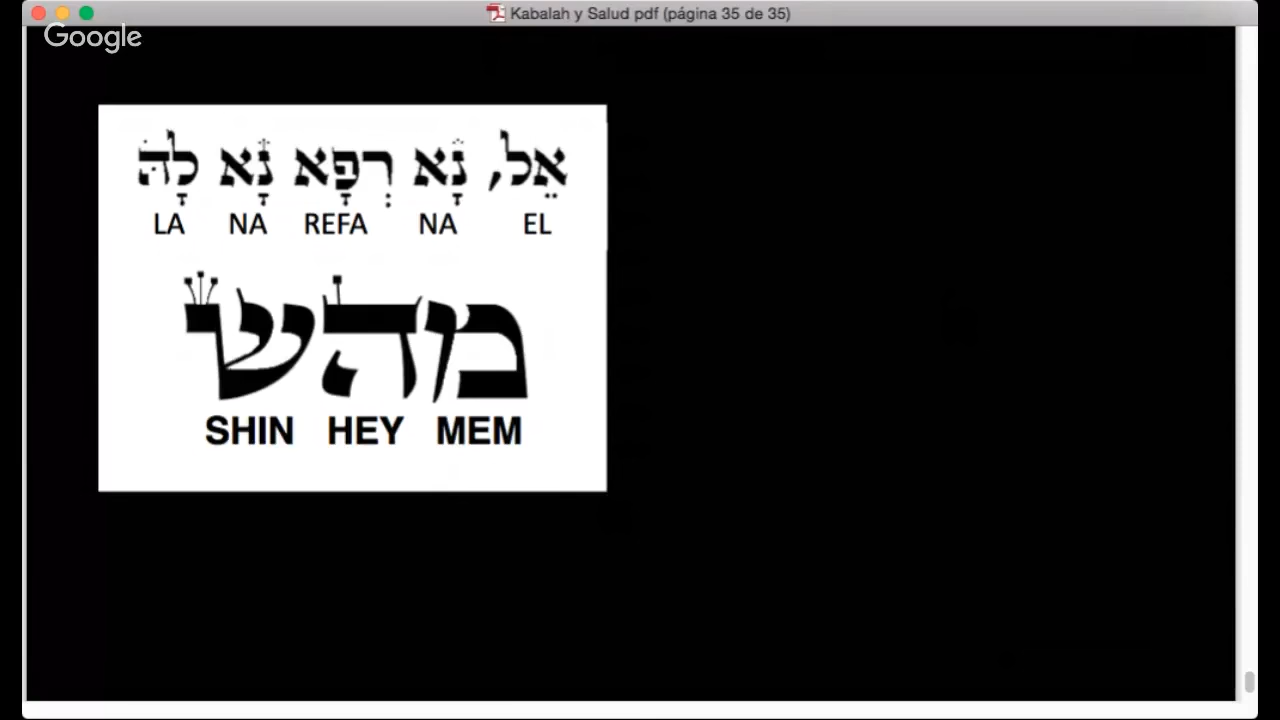 Kabalah y Salud pdf (página 35 de 35)
Google
אֵל, נָא רְפָא נָא לָהּ
LA NA REFA NA EL
מהש
SHIN HEY MEM